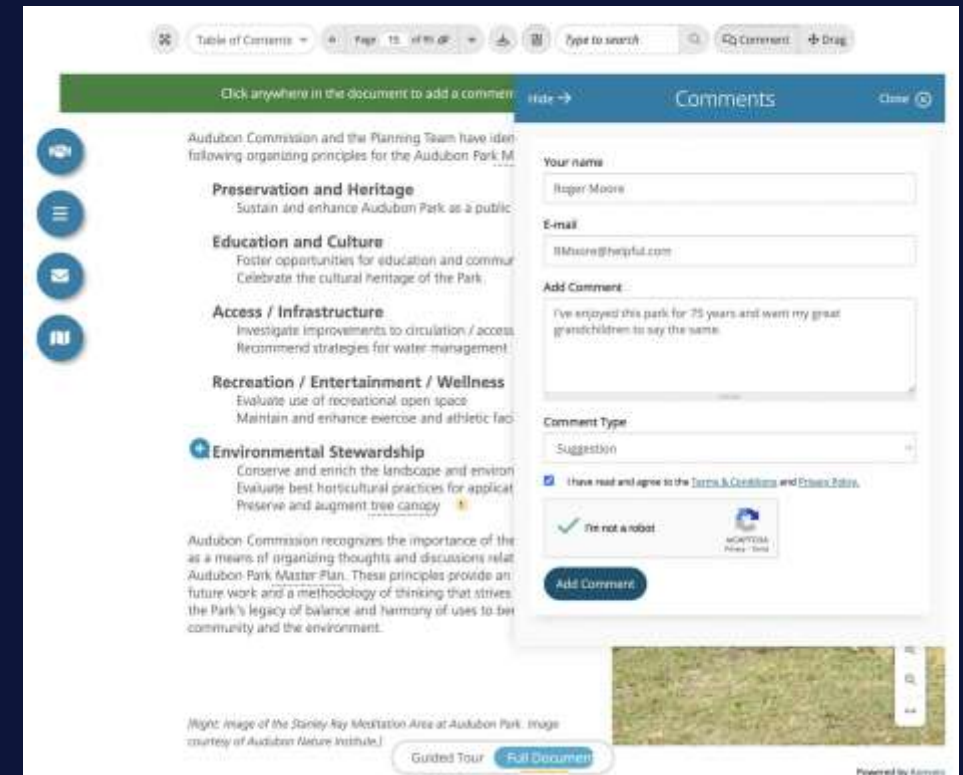 Table of Contents
Page 15 of 95
Type to search
Comment
Drag
Click anywhere in the document to add a commen
Hide
Comments
Close
Audubon Commission and the Planning Team have iden
following organizing principles for the Audubon Park M
Preservation and Heritage
Sustain and enhance Audubon Park as a public
Education and Culture
Foster opportunities for education and commun
Celebrate the cultural heritage of the Park
Access / Infrastructure
Investigate improvements to circulation / access
Recommend strategies for water management
Recreation / Entertainment / Wellness
Evaluate use of recreational open space
Maintain and enhance exercise and athletic faci
Environmental Stewardship
Conserve and enrich the landscape and environ
Evaluate best horticultural practices for applicat
Preserve and augment tree canopy
Audubon Commission recognizes the importance of the
as a means of organizing thoughts and discussions relat
Audubon Park Master Plan. These principles provide an
future work and a methodology of thinking that strives
the Park's legacy of balance and harmony of uses to ben
community and the environment.
[Right: Image of the Stanley Ray Meditation Area at Audubon Park. Image
courtesy of Audubon Nature Institute.]
Your name
Roger Moore
E-mail
RMoore@helpful.com
Add Comment
I've enjoyed this park for 75 years and want my great
grandchildren to say the same.
Comment Type
Suggestion
I have read and agree to the Terms & Conditions and Privacy Policy.
I'm not a robot
reCAPTCHA
Privacy - Terms
Add Comment
Guided Tour
Full Document
Powered by Konveio